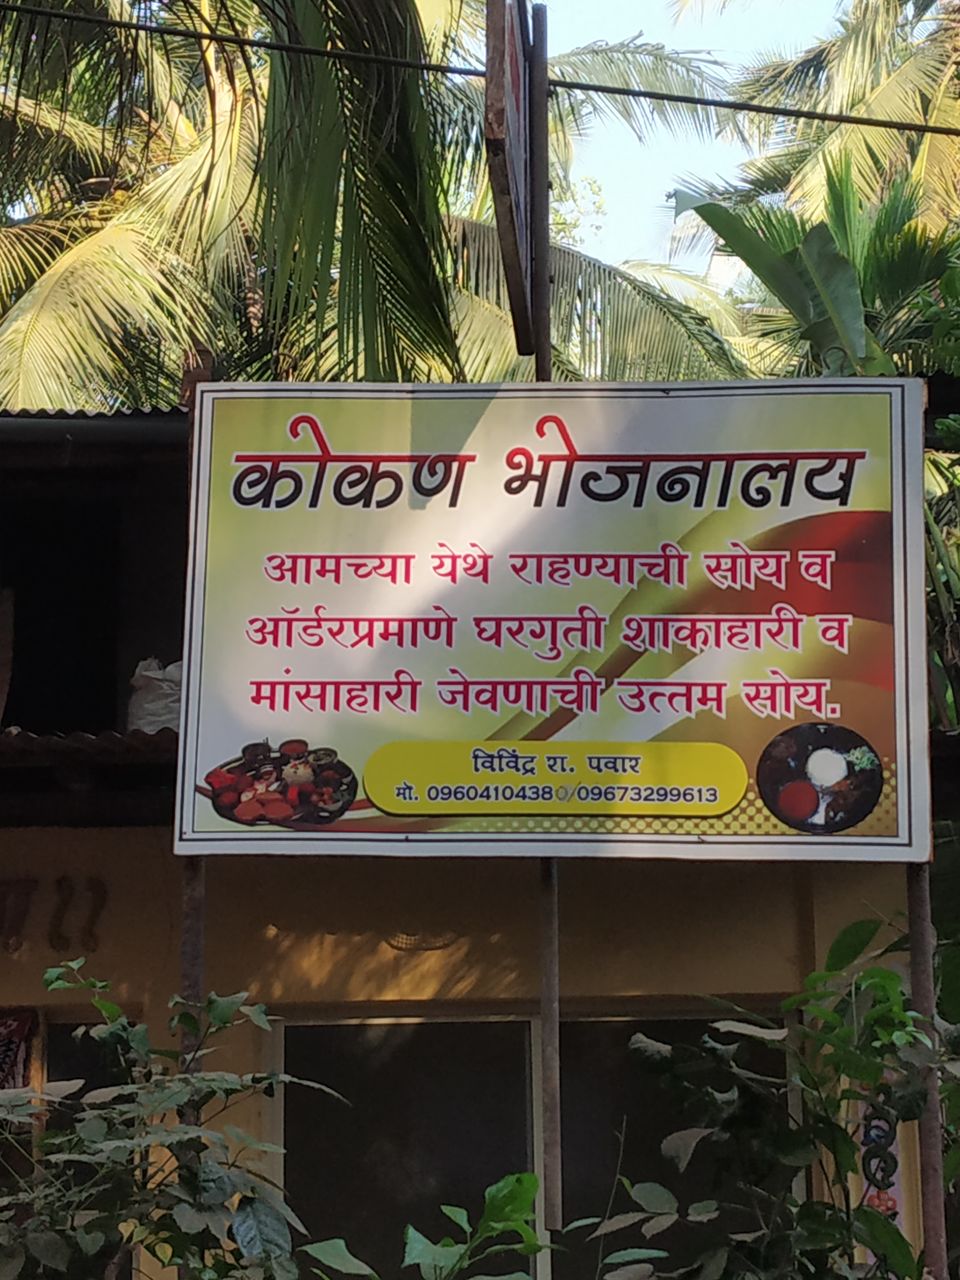 कोकण भोजनालय
आमच्या येथे राहण्याची सोय व
ऑर्डरप्रमाणे घरगुती शाकाहारी व
मांसाहारी जेवणाची उत्तम सोय.
विविंद्र रा. पवार
मो. 09604104380/09673299613